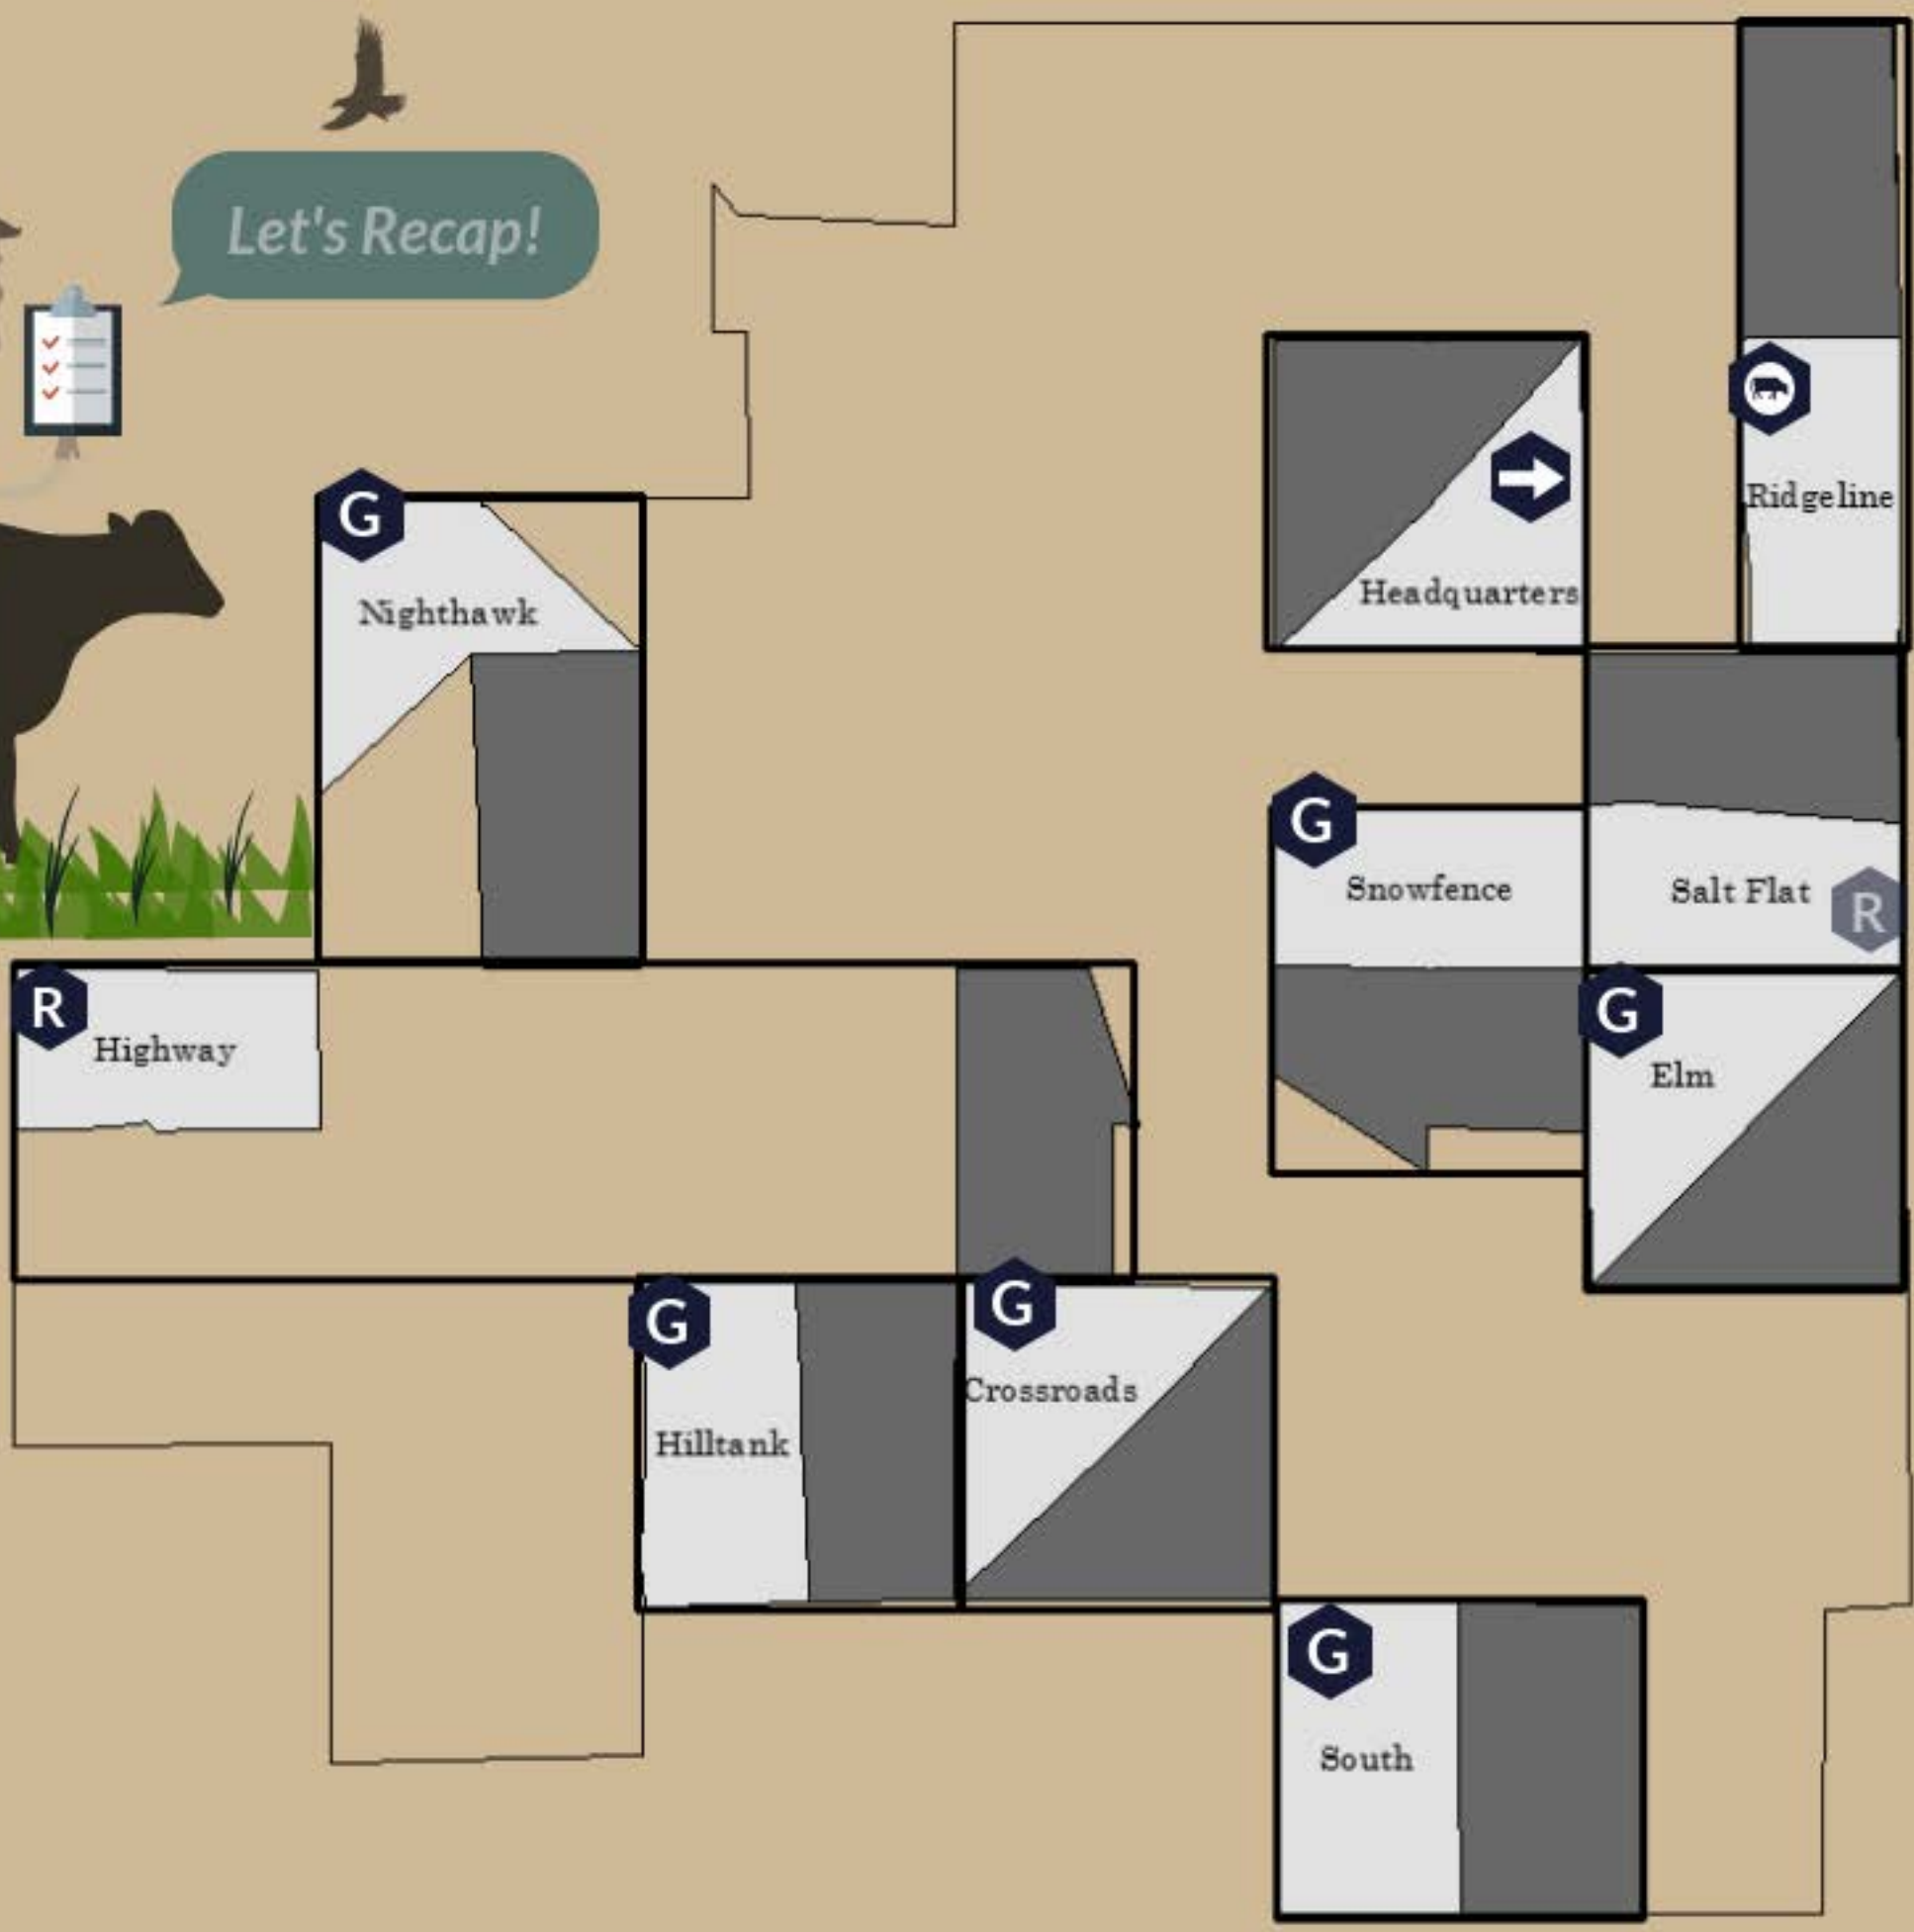 Let's Recap!
Ridgeline
Headquarters
G
Nighthawk
G
Snowfence
Salt Flat
R
R
Highway
G
Elm
G
Crossroads
G
Hilltank
G
South